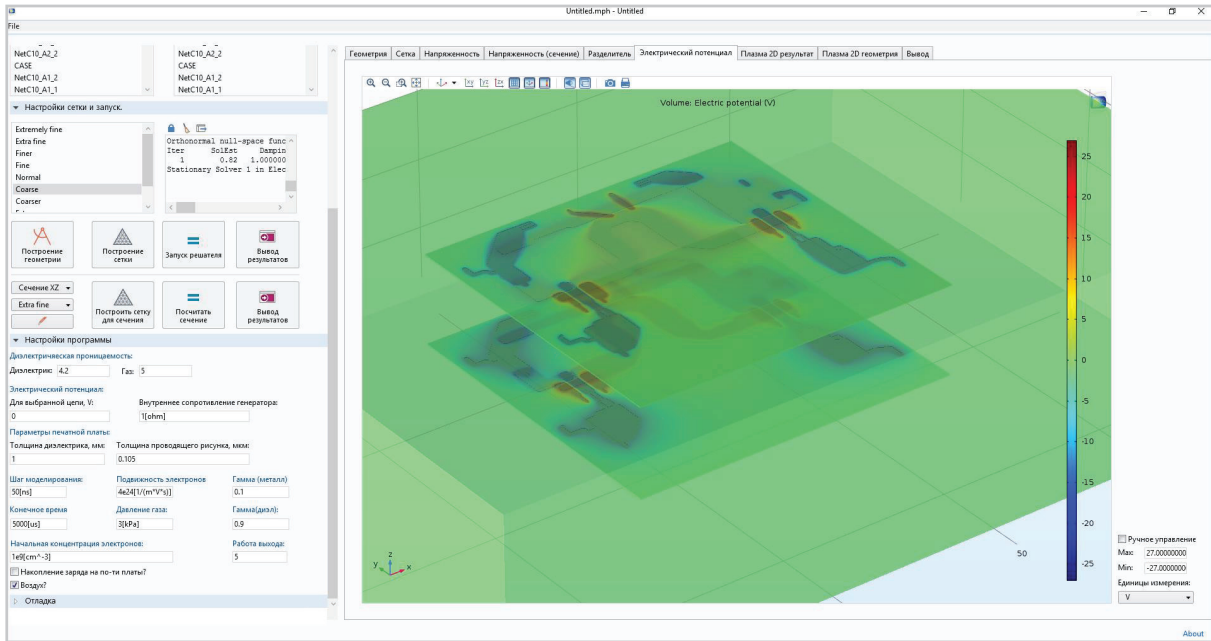 Untitled.mph - Untitled
File
NetC10_A2_2
CASE
NetC10_A1_2
NetC10_A1_1
NetC10_A2_2
CASE
NetC10_A1_2
NetC10_A1_1
Настройки сетки и запуск.
Extremely fine
Extra fine
Finer
Fine
Normal
Coarse
Coarser
Orthonormal null-space func
Iter SolEst Dampin
1 0.82 1.000000
Stationary Solver 1 in Elec
Построение геометрии
Построение сетки
Запуск решателя
Вывод результатов
Сечение XZ
Extra fine
Построить сетку для сечения
Посчитать сечение
Вывод результатов
Настройки программы
Диэлектрическая проницаемость:
Диэлектрик: 4.2 Газ: 5
Электрический потенциал:
Для выбранной цепи, V: Внутреннее сопротивление генератора:
0 1[ohm]
Параметры печатной платы:
Толщина диэлектрика, мм: Толщина проводящего рисунка, мкм:
1 0.105
Шаг моделирования: Подвижность электронов Гамма (металл)
50[ns] 4e24[1/(m*V*s)] 0.1
Конечное время Давление газа: Гамма(диэл):
5000[us] 3[kPa] 0.9
Начальная концентрация электронов: Работа выхода:
1e9[cm^-3] 5
Накопление заряда на по-ти платы?
Воздух?
Отладка
Геометрия Сетка Напряженность Напряженность (сечение) Разделитель Электрический потенциал Плазма 2D результат Плазма 2D геометрия Вывод
Volume: Electric potential (V)
25
20
15
10
5
0
-5
-10
-15
-20
-25
50
z
y
x
Ручное управление
Max: 27.00000000
Min: -27.0000000
Единицы измерения:
V
About